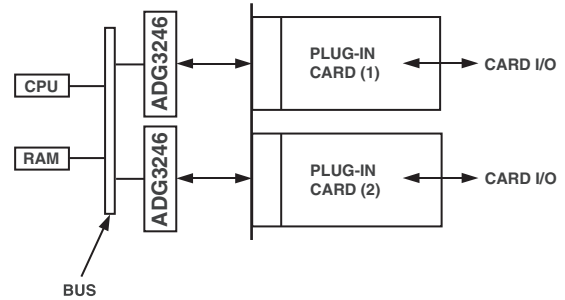 CPU
RAM
BUS
ADG3246
ADG3246
PLUG-IN
CARD (1)
CARD I/O
PLUG-IN
CARD (2)
CARD I/O